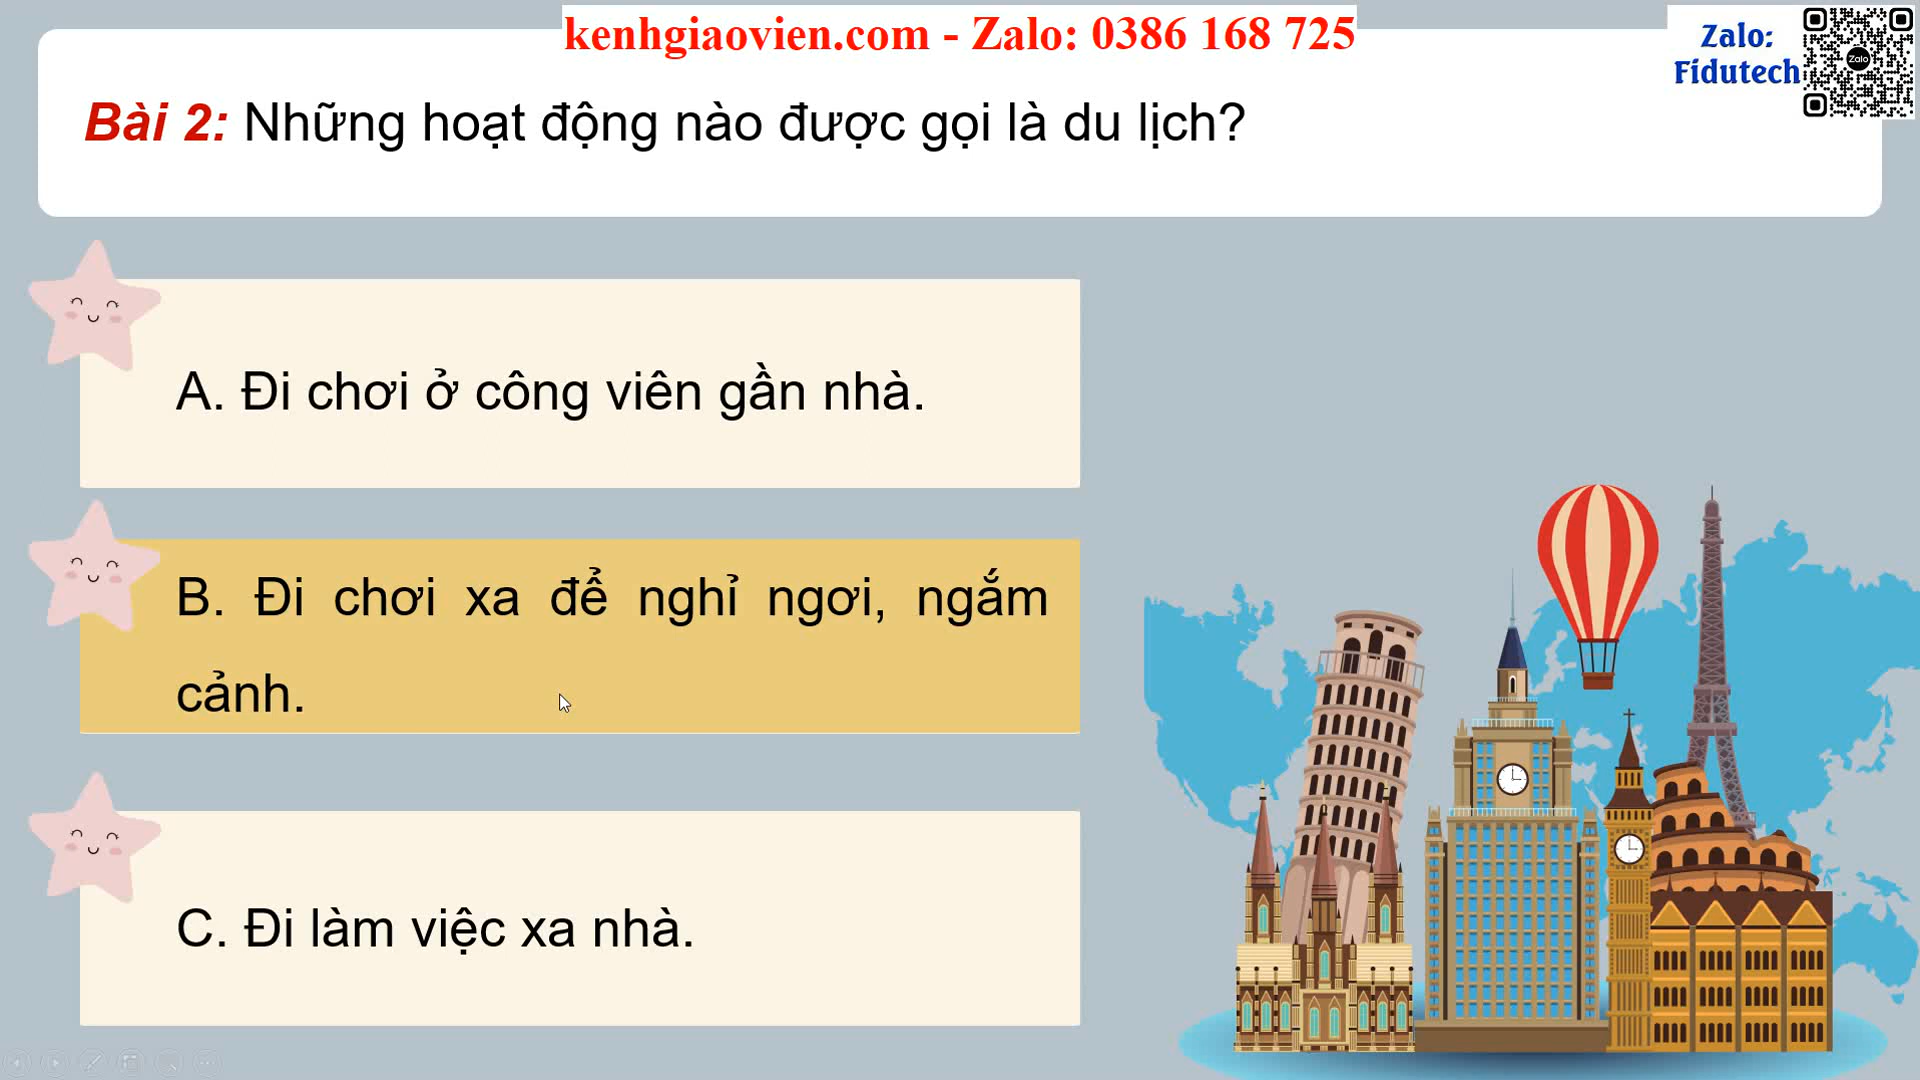 kenhgiaovien.com - Zalo: 0386 168 725
Zalo:
Fidutech
Zalo
Bài 2: Những hoạt động nào được gọi là du lịch?
A. Đi chơi ở công viên gần nhà.
B. Đi chơi xa để nghỉ ngơi, ngắm
cảnh.
C. Đi làm việc xa nhà.